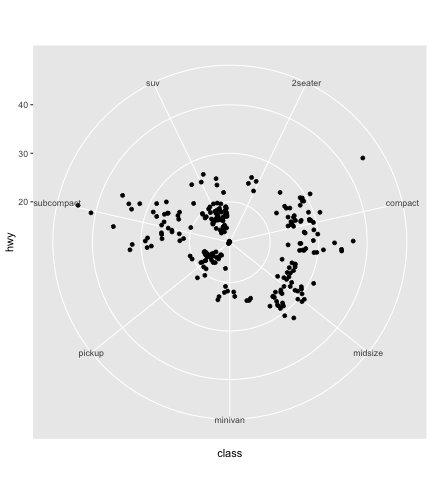 suv
2seater
40
30
20
subcompact
compact
hwy
pickup
midsize
minivan
class